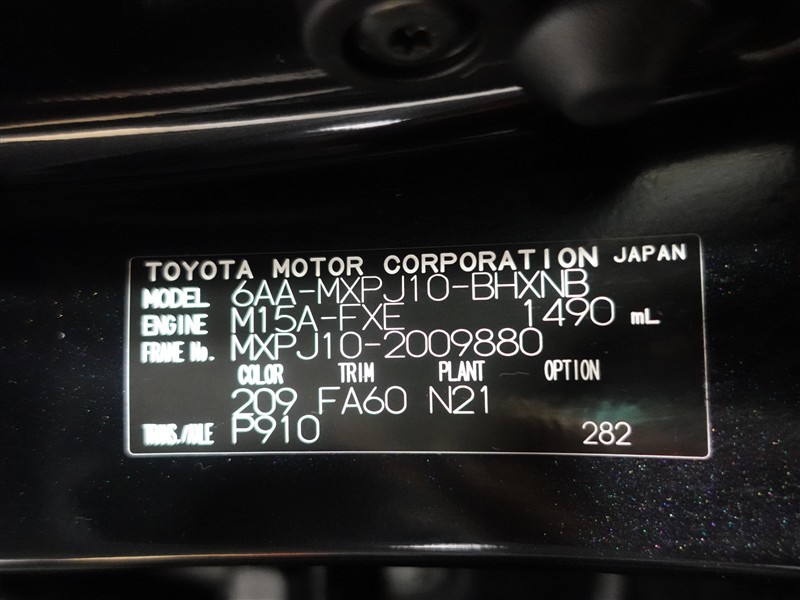 TOYOTA MOTOR CORPORATION JAPAN
MODEL 6AA-MXPJ10-BHXNB
ENGINE M15A-FXE 1490 mL
FRAME No. MXPJ10-2009880
COLOR TRIM PLANT OPTION
209 FA60 N21
TRANS./AXLE P910 282